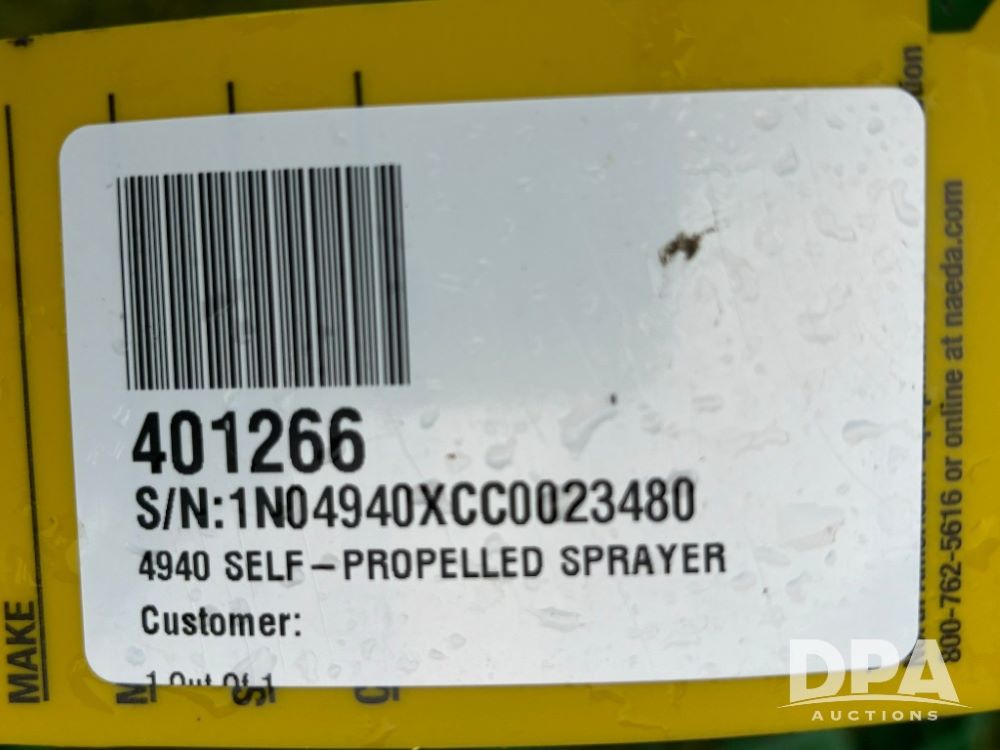 401266
S/N:1N04940XCC0023480
4940 SELF-PROPELLED SPRAYER
Customer:
1 Out Of 1
MAKE
800-762-5616 or online at naeda.com
DPA
AUCTIONS